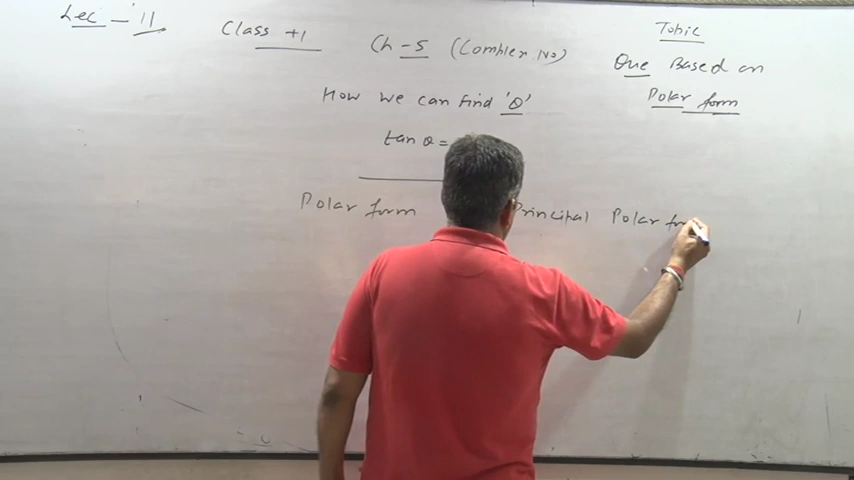 Lec - '11
Class +1
Ch - 5 (Complex No)
Topic
Que Based on
Polar form
How we can find 'θ'
tan θ =
Polar form
Principal Polar